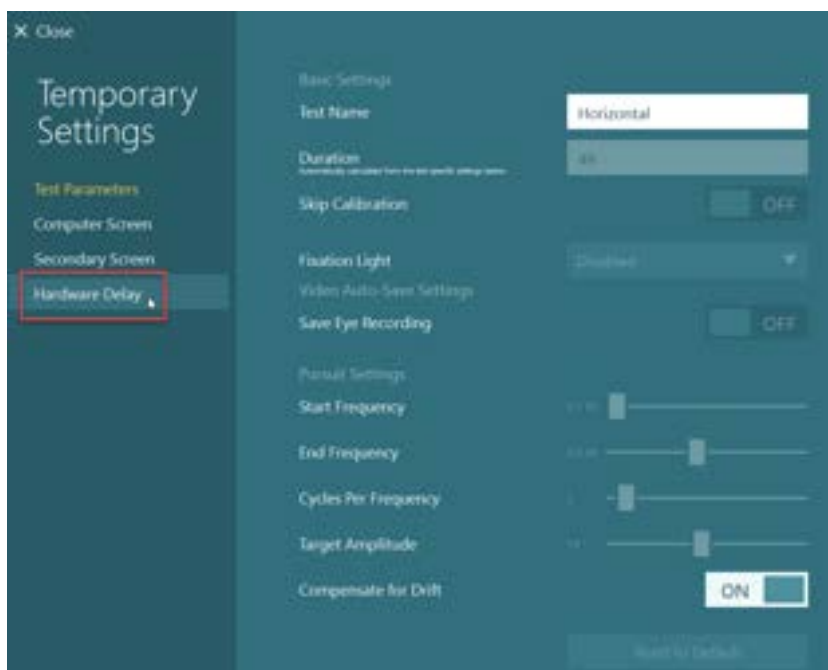 Close
Temporary
Settings
Test Parameters
Computer Screen
Secondary Screen
Hardware Delay
Basic Settings
Test Name
Horizontal
Duration
Skip Calibration
OFF
Fixation Light
Disabled
Video Auto-Save Settings
Save Eye Recording
OFF
Pursuit Settings
Start Frequency
End Frequency
Cycles Per Frequency
Target Amplitude
Compensate for Drift
ON
Reset to Default